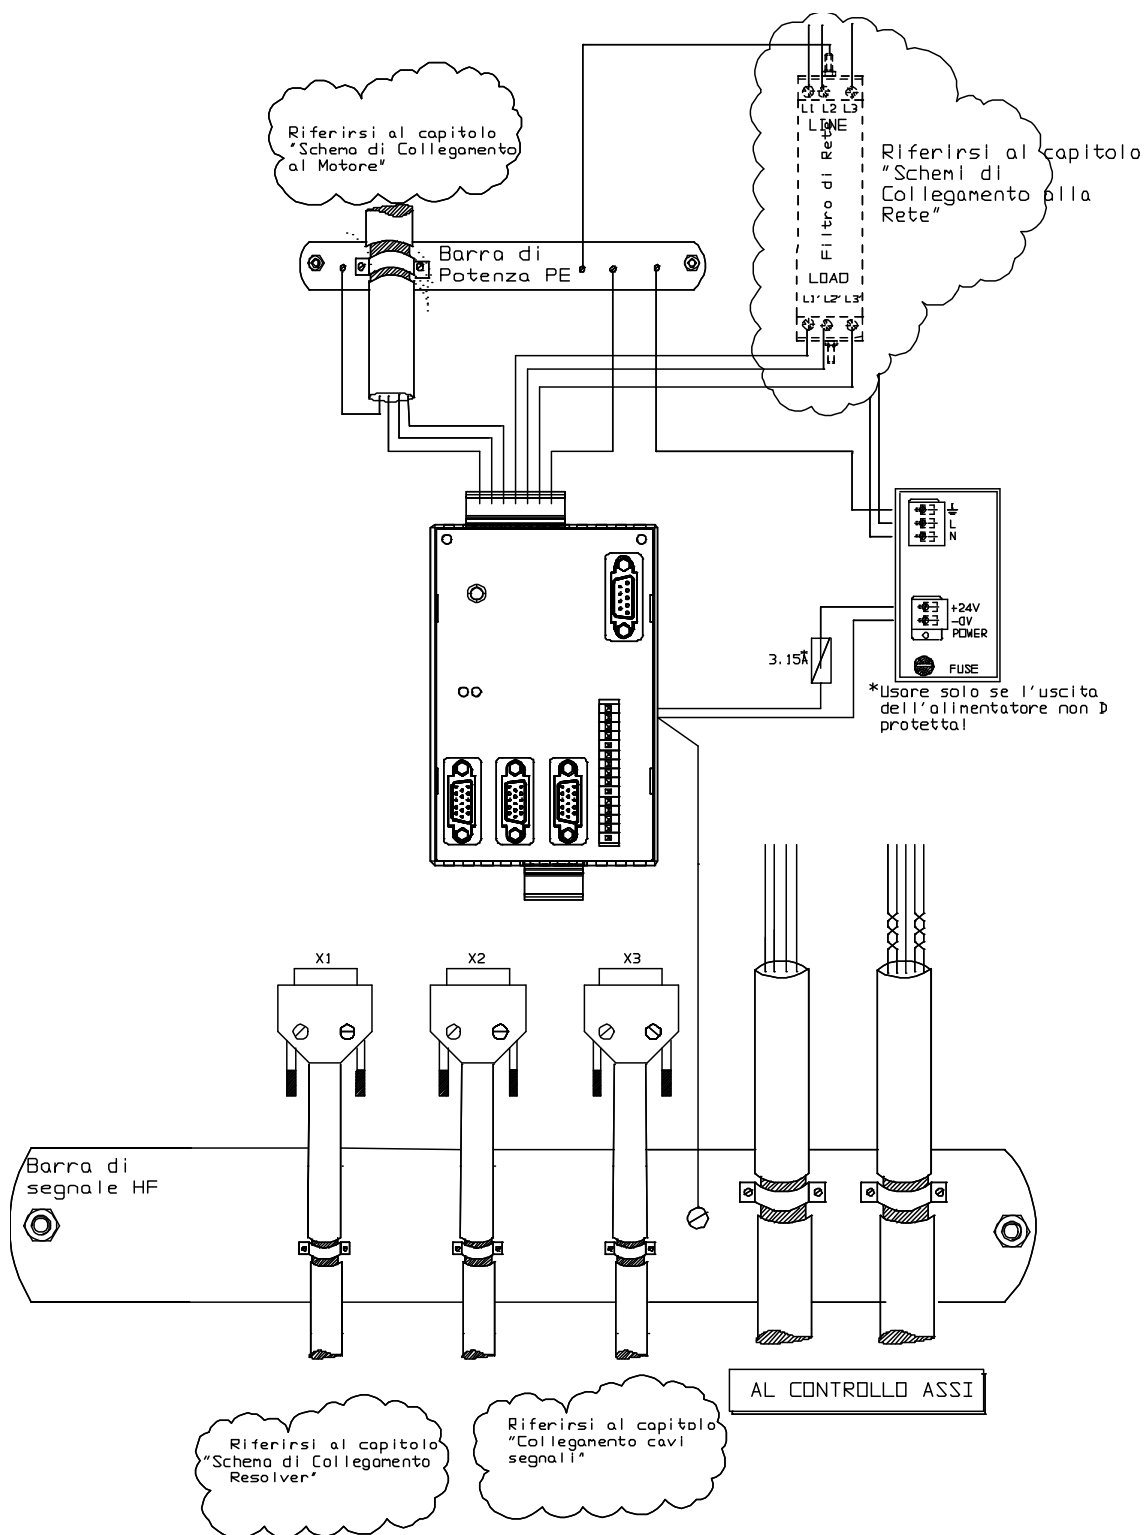 Riferirsi al capitolo
"Schema di Collegamento
al Motore"
L1 L2 L3
LINE
Filtro di Rete
LOAD
L1' L2' L3'
Riferirsi al capitolo
"Schemi di
Collegamento alla
Rete"
Barra di
Potenza PE
L
N
+24V
-0V
POWER
FUSE
3.15A*
*Usare solo se l'uscita
dell'alimentatore non D
protetta!
X1 X2 X3
Barra di
segnale HF
AL CONTROLLO ASSI
Riferirsi al capitolo
"Schema di Collegamento
Resolver"
Riferirsi al capitolo
"Collegamento cavi
segnali"